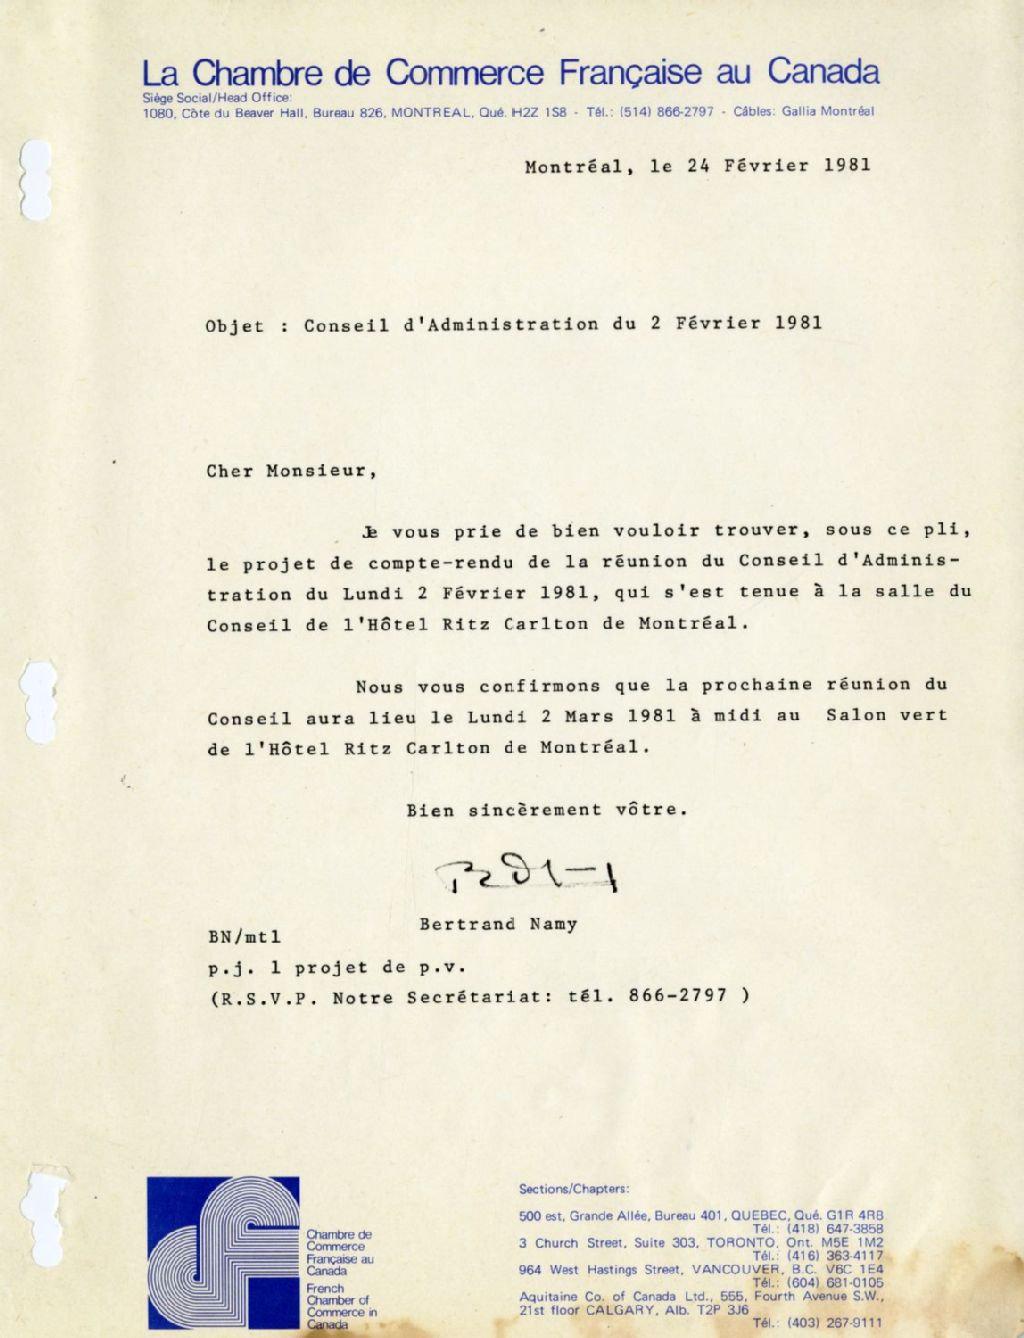 La Chambre de Commerce Française au Canada
Siège Social/Head Office:
1080, Côte du Beaver Hall, Bureau 826, MONTREAL, Qué. H2Z 1S8 - Tél.: (514) 866-2797 - Câbles: Gallia Montréal
Montréal, le 24 Février 1981
Objet : Conseil d'Administration du 2 Février 1981
Cher Monsieur,
Je vous prie de bien vouloir trouver, sous ce pli,
le projet de compte-rendu de la réunion du Conseil d'Adminis-
tration du Lundi 2 Février 1981, qui s'est tenue à la salle du
Conseil de l'Hôtel Ritz Carlton de Montréal.
Nous vous confirmons que la prochaine réunion du
Conseil aura lieu le Lundi 2 Mars 1981 à midi au Salon vert
de l'Hôtel Ritz Carlton de Montréal.
Bien sincèrement vôtre.
Bertrand Namy
BN/mtl
p.j. 1 projet de p.v.
(R.S.V.P. Notre Secrétariat: tél. 866-2797 )
Chambre de
Commerce
Française au
Canada
French
Chamber of
Commerce in
Canada
Sections/Chapters:
500 est, Grande Allée, Bureau 401, QUEBEC, Qué. G1R 4R8
Tél.: (418) 647-3858
3 Church Street, Suite 303, TORONTO, Ont. M5E 1M2
Tél.: (416) 363-4117
964 West Hastings Street, VANCOUVER, B.C. V6C 1E4
Tél.: (604) 681-0105
Aquitaine Co. of Canada Ltd., 555, Fourth Avenue S.W.,
21st floor CALGARY, Alb. T2P 3J6
Tél.: (403) 267-9111